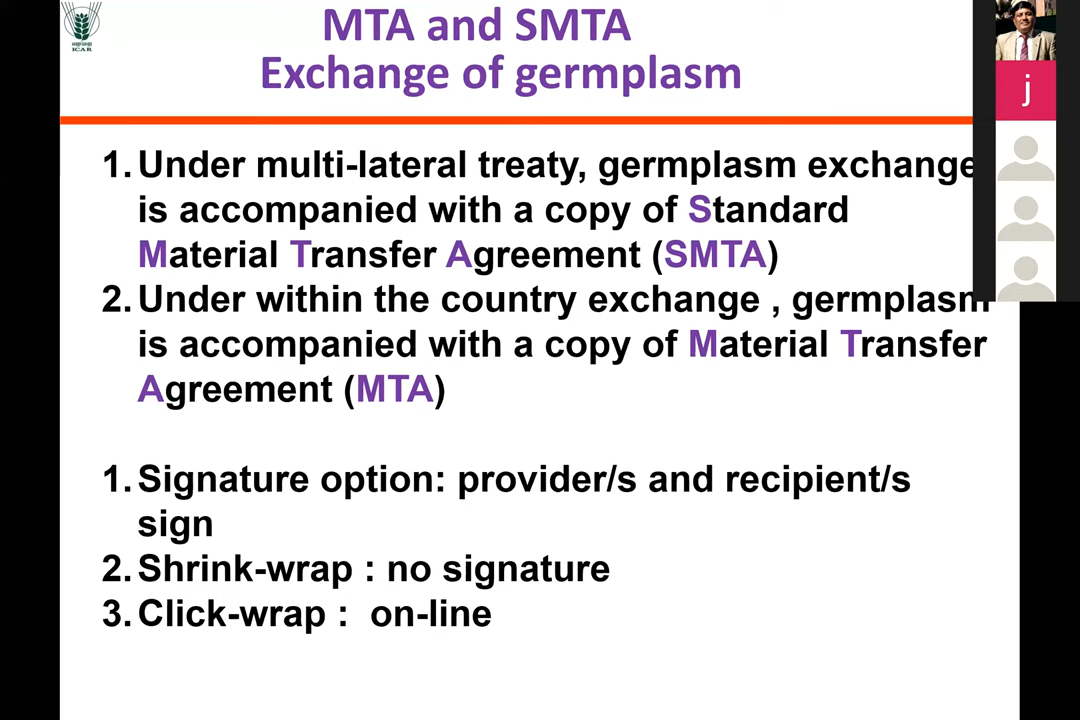 MTA and SMTA
Exchange of germplasm
ICAR
j
1. Under multi-lateral treaty, germplasm exchange
is accompanied with a copy of Standard
Material Transfer Agreement (SMTA)
2. Under within the country exchange , germplasm
is accompanied with a copy of Material Transfer
Agreement (MTA)
1. Signature option: provider/s and recipient/s
sign
2. Shrink-wrap : no signature
3. Click-wrap : on-line